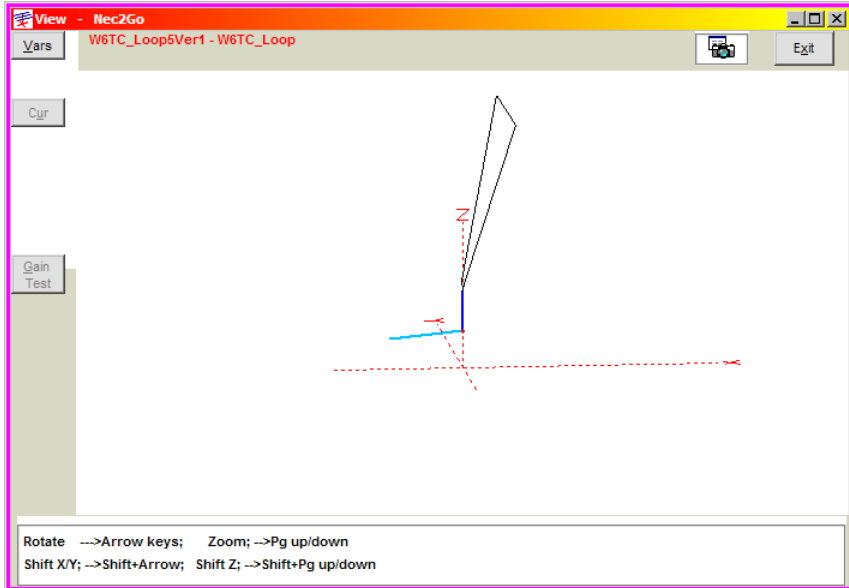 View - Nec2Go
Vars
W6TC_Loop5Ver1 - W6TC_Loop
Exit
Cur
Z
Gain
Test
Rotate --->Arrow keys; Zoom; -->Pg up/down
Shift X/Y; -->Shift+Arrow; Shift Z; -->Shift+Pg up/down